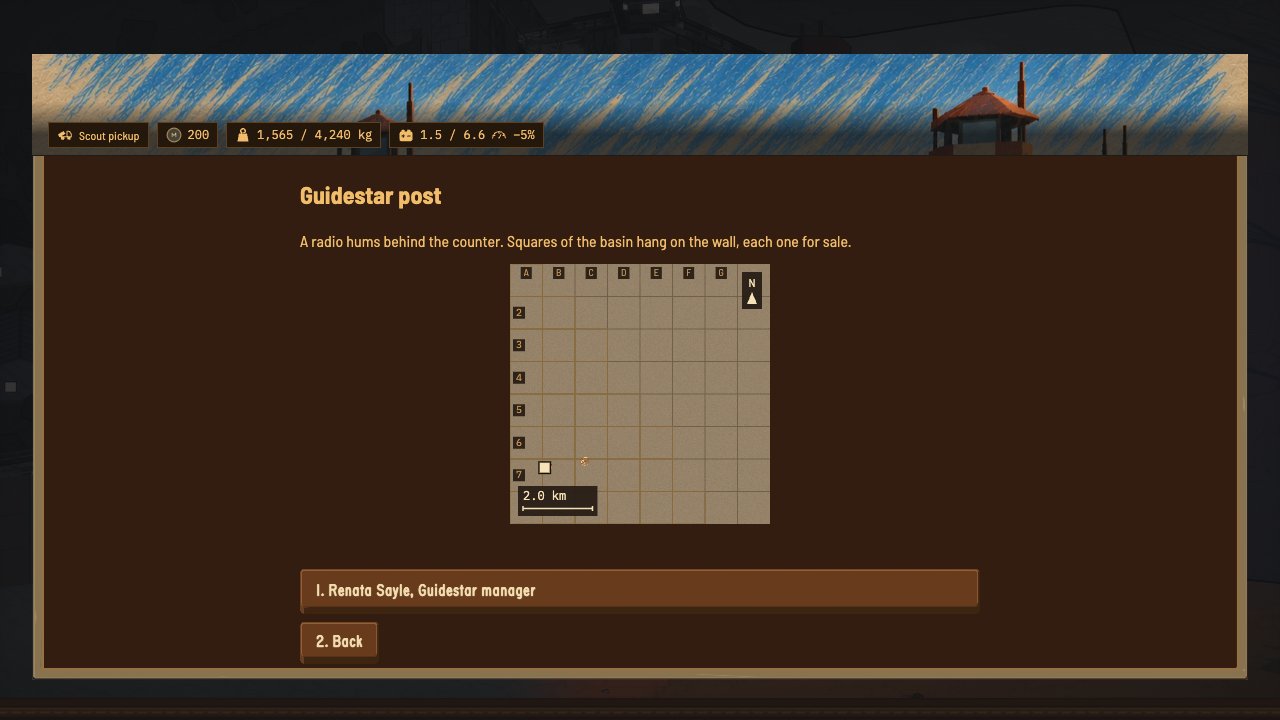 Scout pickup
M 200
1,565 / 4,240 kg
1.5 / 6.6 -5%
Guidestar post
A radio hums behind the counter. Squares of the basin hang on the wall, each one for sale.
A B C D E F G
N
2
3
4
5
6
7
2.0 km
1. Renata Sayle, Guidestar manager
2. Back